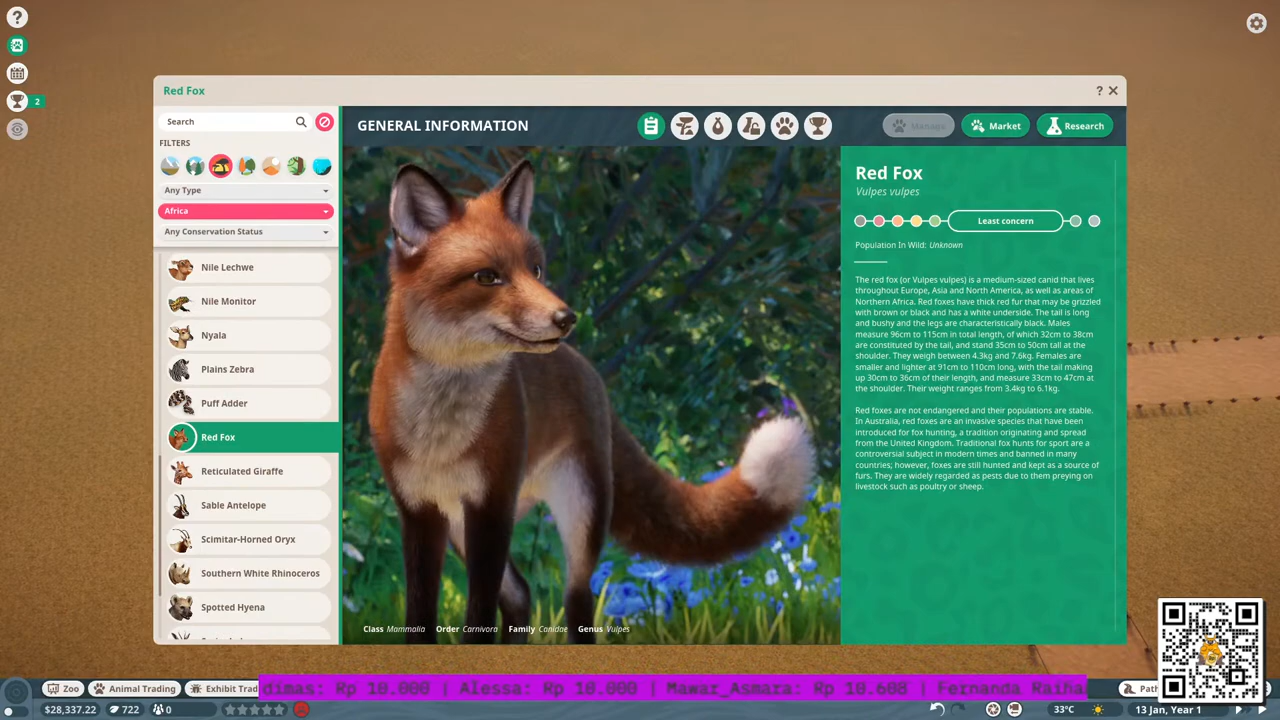 2
Red Fox
?
Search
FILTERS
Any Type
Africa
Any Conservation Status
Nile Lechwe
Nile Monitor
Nyala
Plains Zebra
Puff Adder
Red Fox
Reticulated Giraffe
Sable Antelope
Scimitar-Horned Oryx
Southern White Rhinoceros
Spotted Hyena
GENERAL INFORMATION
Manage
Market
Research
Class Mammalia Order Carnivora Family Canidae Genus Vulpes
Red Fox
Vulpes vulpes
Least concern
Population In Wild: Unknown
The red fox (or Vulpes vulpes) is a medium-sized canid that lives
throughout Europe, Asia and North America, as well as areas of
Northern Africa. Red foxes have thick red fur that may be grizzled
with brown or black and has a white underside. The tail is long
and bushy and the legs are characteristically black. Males
measure 96cm to 115cm in total length, of which 32cm to 38cm
are constituted by the tail, and stand 35cm to 50cm tall at the
shoulder. They weigh between 4.3kg and 7.6kg. Females are
smaller and lighter at 91cm to 110cm long, with the tail making
up 30cm to 36cm of their length, and measure 33cm to 47cm at
the shoulder. Their weight ranges from 3.4kg to 6.1kg.
Red foxes are not endangered and their populations are stable.
In Australia, red foxes are an invasive species that have been
introduced for fox hunting, a tradition originating and spread
from the United Kingdom. Traditional fox hunts for sport are a
controversial subject in modern times and banned in many
countries; however, foxes are still hunted and kept as a source of
furs. They are widely regarded as pests due to them preying on
livestock such as poultry or sheep.
Zoo
Animal Trading
Exhibit Trad
dimas: Rp 10.000 | Alessa: Rp 10.000 | Mawar_Asmara: Rp 10.608 | Fernanda Raiha
Path
$28,337.22
722
0
33°C
13 Jan, Year 1